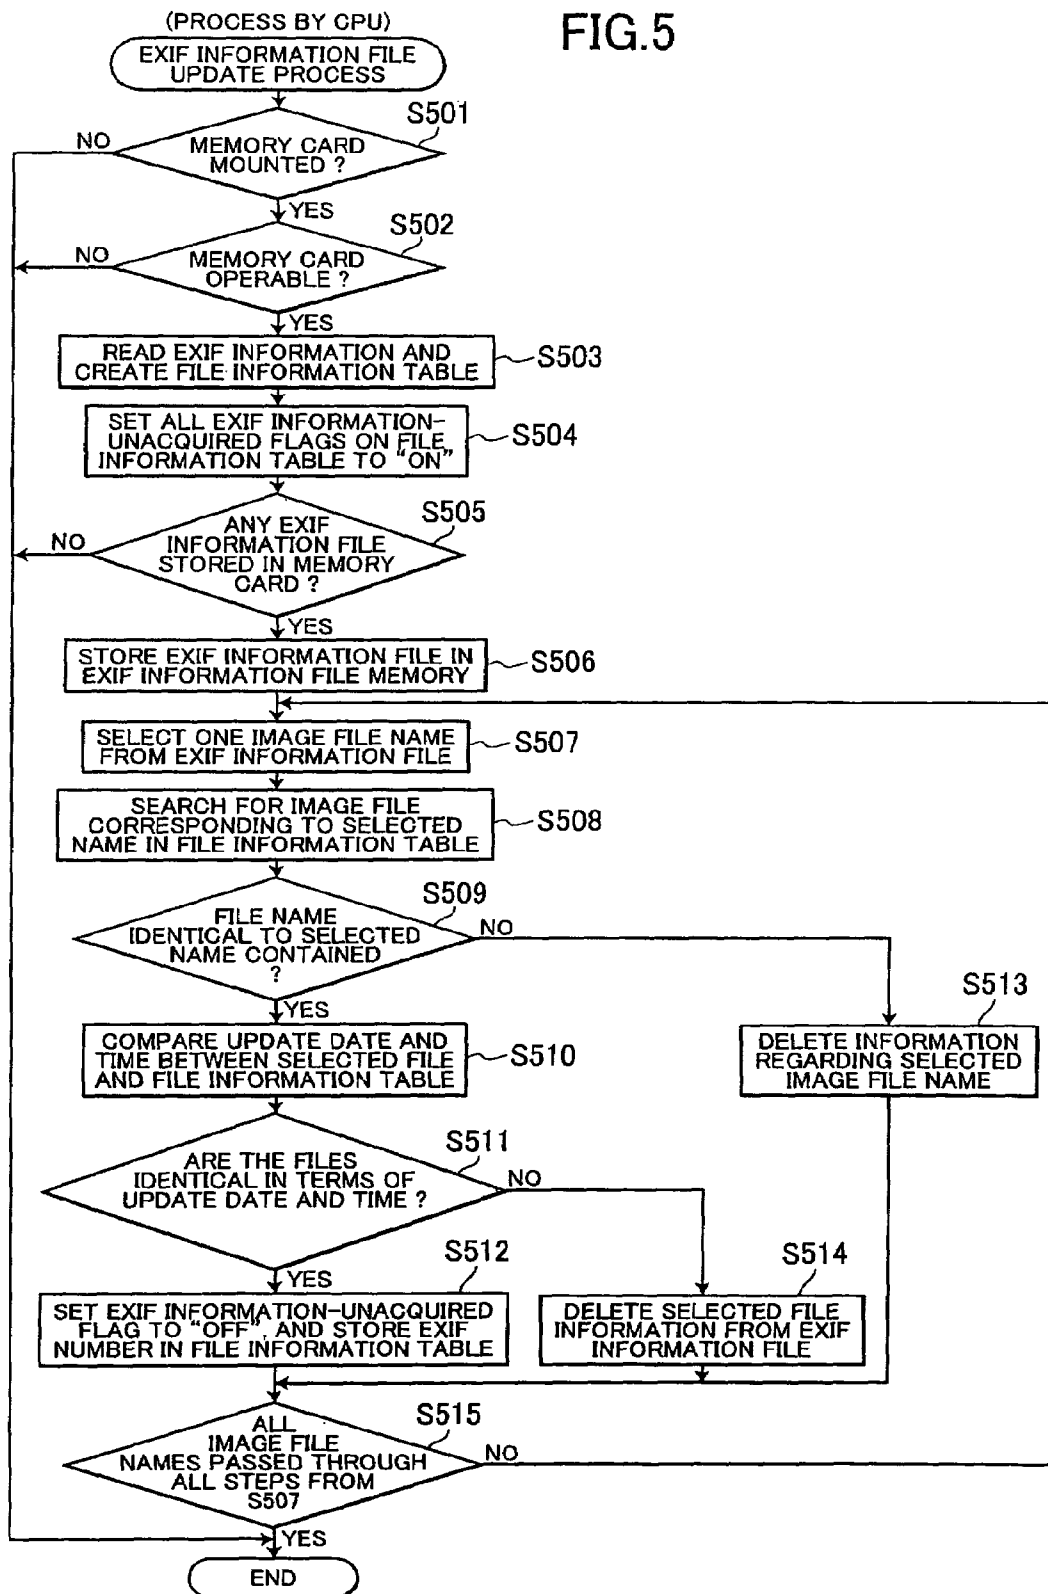 (PROCESS BY CPU)
FIG.5
EXIF INFORMATION FILE
UPDATE PROCESS
S501
NO
MEMORY CARD
MOUNTED ?
YES
S502
NO
MEMORY CARD
OPERABLE ?
YES
READ EXIF INFORMATION AND
CREATE FILE INFORMATION TABLE
S503
SET ALL EXIF INFORMATION-
UNACQUIRED FLAGS ON FILE
INFORMATION TABLE TO "ON"
S504
S505
NO
ANY EXIF
INFORMATION FILE
STORED IN MEMORY
CARD ?
YES
STORE EXIF INFORMATION FILE IN
EXIF INFORMATION FILE MEMORY
S506
SELECT ONE IMAGE FILE NAME
FROM EXIF INFORMATION FILE
S507
SEARCH FOR IMAGE FILE
CORRESPONDING TO SELECTED
NAME IN FILE INFORMATION TABLE
S508
S509
FILE NAME
IDENTICAL TO SELECTED
NAME CONTAINED
?
NO
YES
S513
COMPARE UPDATE DATE AND
TIME BETWEEN SELECTED FILE
AND FILE INFORMATION TABLE
S510
DELETE INFORMATION
REGARDING SELECTED
IMAGE FILE NAME
S511
ARE THE FILES
IDENTICAL IN TERMS OF
UPDATE DATE AND TIME ?
NO
YES
S512
S514
SET EXIF INFORMATION-UNACQUIRED
FLAG TO "OFF", AND STORE EXIF
NUMBER IN FILE INFORMATION TABLE
DELETE SELECTED FILE
INFORMATION FROM EXIF
INFORMATION FILE
S515
ALL
IMAGE FILE
NAMES PASSED THROUGH
ALL STEPS FROM
S507
NO
YES
END